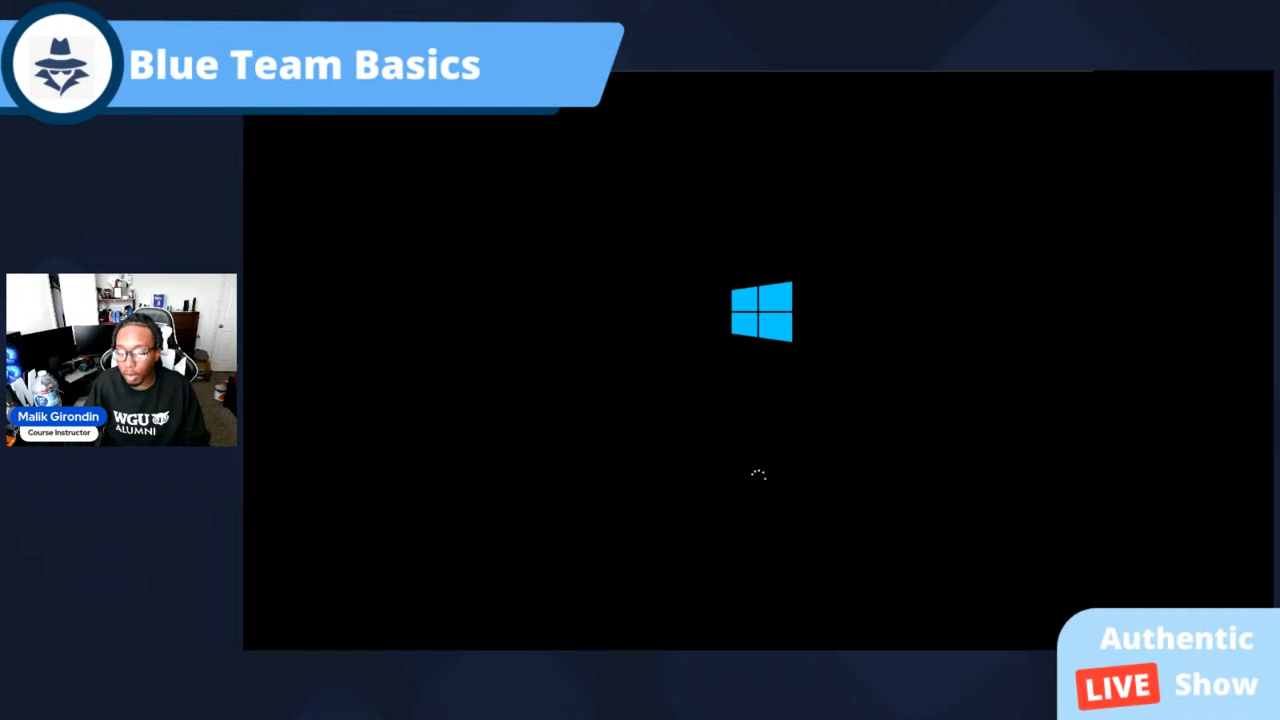 Blue Team Basics
Malik Girondin
Course Instructor
WGU
ALUMNI
Authentic
LIVE Show